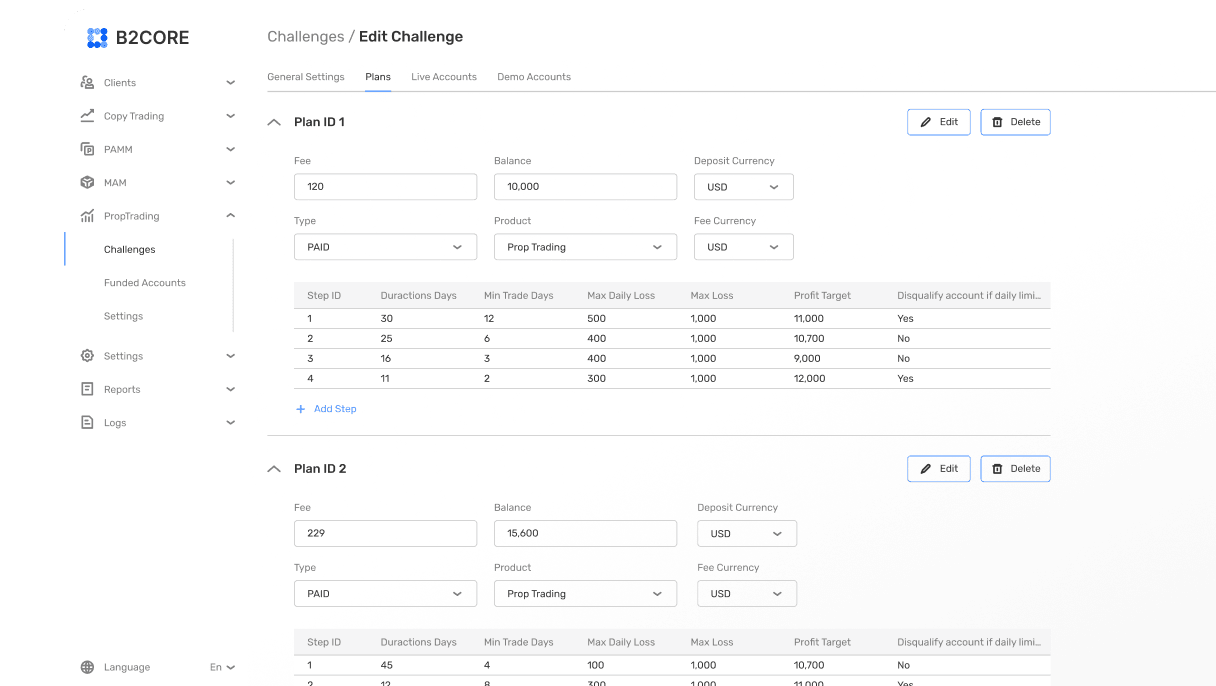 B2CORE
Clients
Copy Trading
PAMM
MAM
PropTrading
Challenges
Funded Accounts
Settings
Settings
Reports
Logs
Language En
Challenges / Edit Challenge
General Settings Plans Live Accounts Demo Accounts
Plan ID 1 Edit Delete
Fee Balance Deposit Currency
120 10,000 USD
Type Product Fee Currency
PAID Prop Trading USD
Step ID Duractions Days Min Trade Days Max Daily Loss Max Loss Profit Target Disqualify account if daily limi...
1 30 12 500 1,000 11,000 Yes
2 25 6 400 1,000 10,700 No
3 16 3 400 1,000 9,000 No
4 11 2 300 1,000 12,000 Yes
+ Add Step
Plan ID 2 Edit Delete
Fee Balance Deposit Currency
229 15,600 USD
Type Product Fee Currency
PAID Prop Trading USD
Step ID Duractions Days Min Trade Days Max Daily Loss Max Loss Profit Target Disqualify account if daily limi...
1 45 4 100 1,000 10,700 No
2 12 8 300 1,000 11,000 Yes